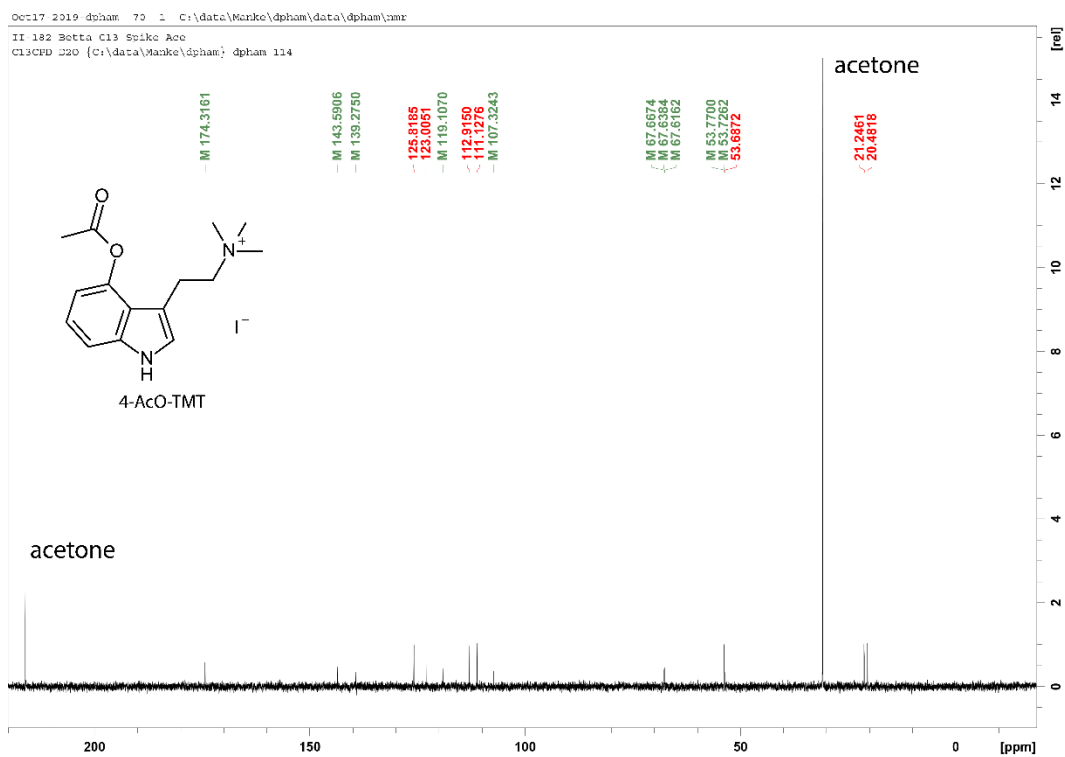 Oct17 2019-dpham 70 1 C:\data\Manke\dpham\data\dpham\nmr
II-182 Betta C13 Spike Ace
C13CPD D2O {C:\data\Manke\dpham} dpham 114
acetone
M 174.3161
M 143.5906
M 139.2750
125.8185
123.0051
M 119.1070
112.9150
111.1276
M 107.3243
M 67.6674
M 67.6384
M 67.6162
M 53.7700
M 53.7262
53.6872
21.2461
20.4818
O
O
N+
I−
N
H
4-AcO-TMT
acetone
[rel]
14
12
10
8
6
4
2
0
200
150
100
50
0
[ppm]